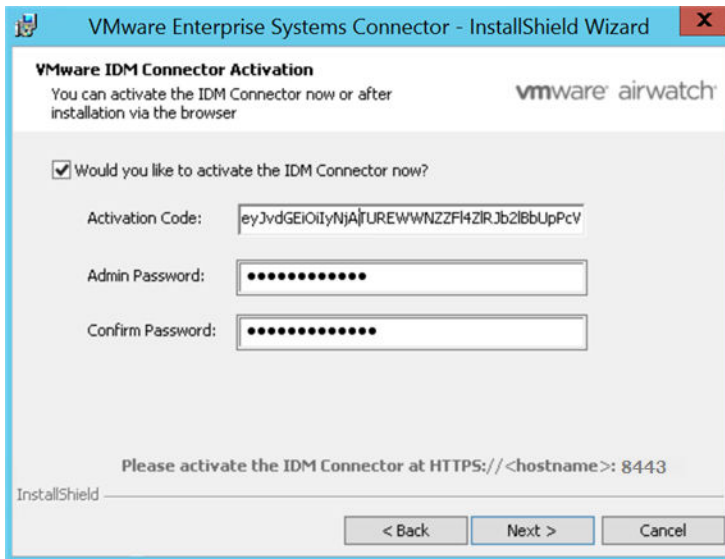 VMware Enterprise Systems Connector - InstallShield Wizard
X
VMware IDM Connector Activation
You can activate the IDM Connector now or after
installation via the browser
vmware airwatch
Would you like to activate the IDM Connector now?
Activation Code:
Admin Password:
●●●●●●●●●●●●
Confirm Password:
●●●●●●●●●●●●●
Please activate the IDM Connector at HTTPS://<hostname>: 8443
InstallShield
< Back
Next >
Cancel